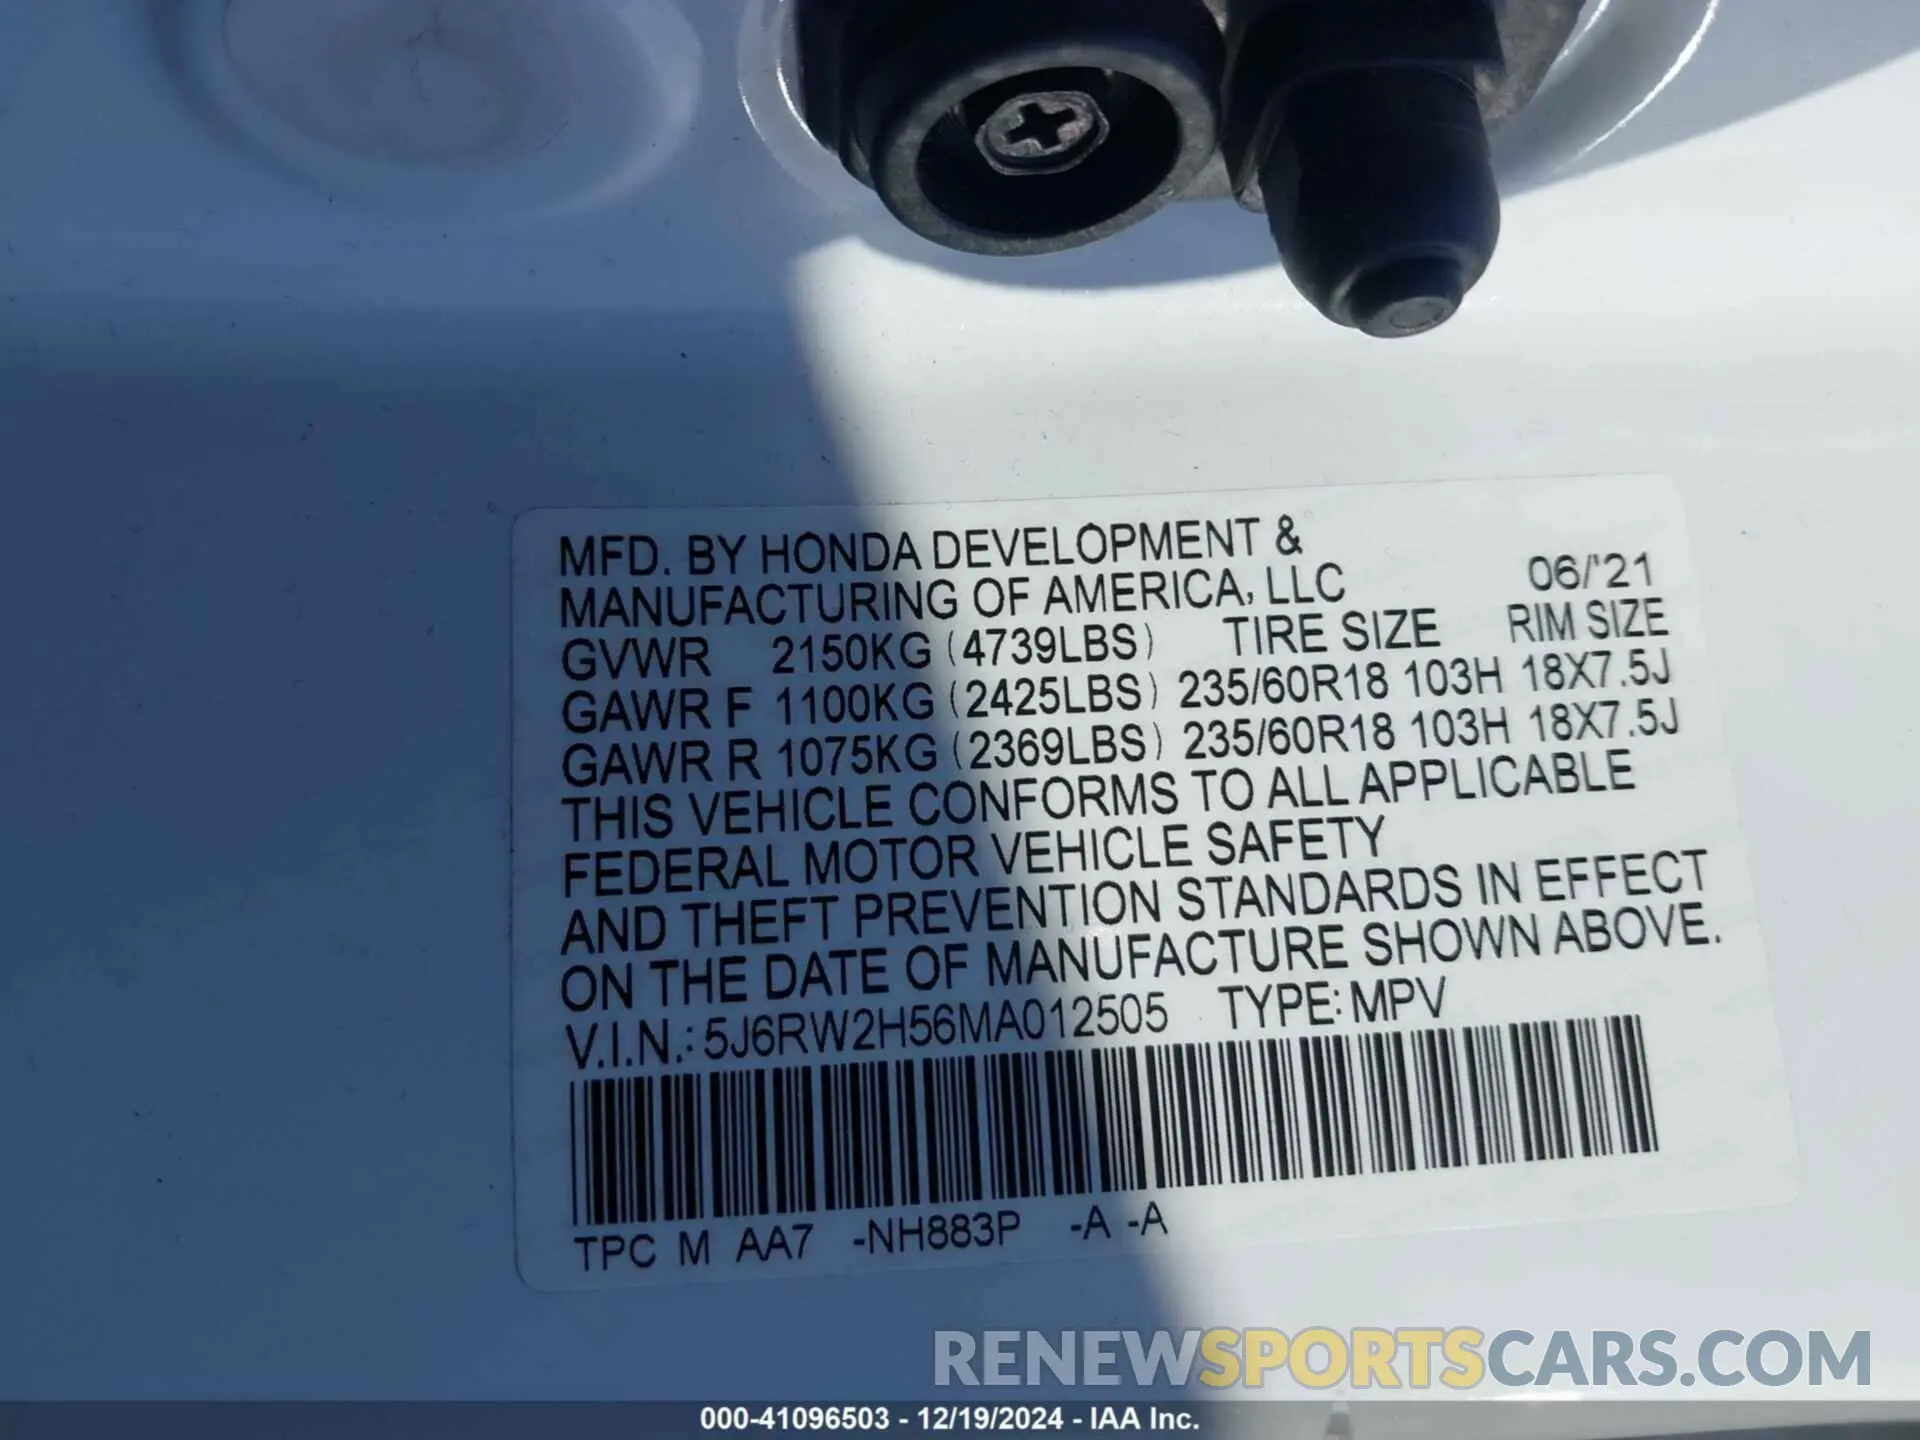 MFD. BY HONDA DEVELOPMENT &
MANUFACTURING OF AMERICA, LLC 06/'21
GVWR 2150KG (4739LBS) TIRE SIZE RIM SIZE
GAWR F 1100KG (2425LBS) 235/60R18 103H 18X7.5J
GAWR R 1075KG (2369LBS) 235/60R18 103H 18X7.5J
THIS VEHICLE CONFORMS TO ALL APPLICABLE
FEDERAL MOTOR VEHICLE SAFETY
AND THEFT PREVENTION STANDARDS IN EFFECT
ON THE DATE OF MANUFACTURE SHOWN ABOVE.
V.I.N.: 5J6RW2H56MA012505 TYPE: MPV
TPC M AA7 -NH883P -A -A
RENEWSPORTSCARS.COM
000-41096503 - 12/19/2024 - IAA Inc.